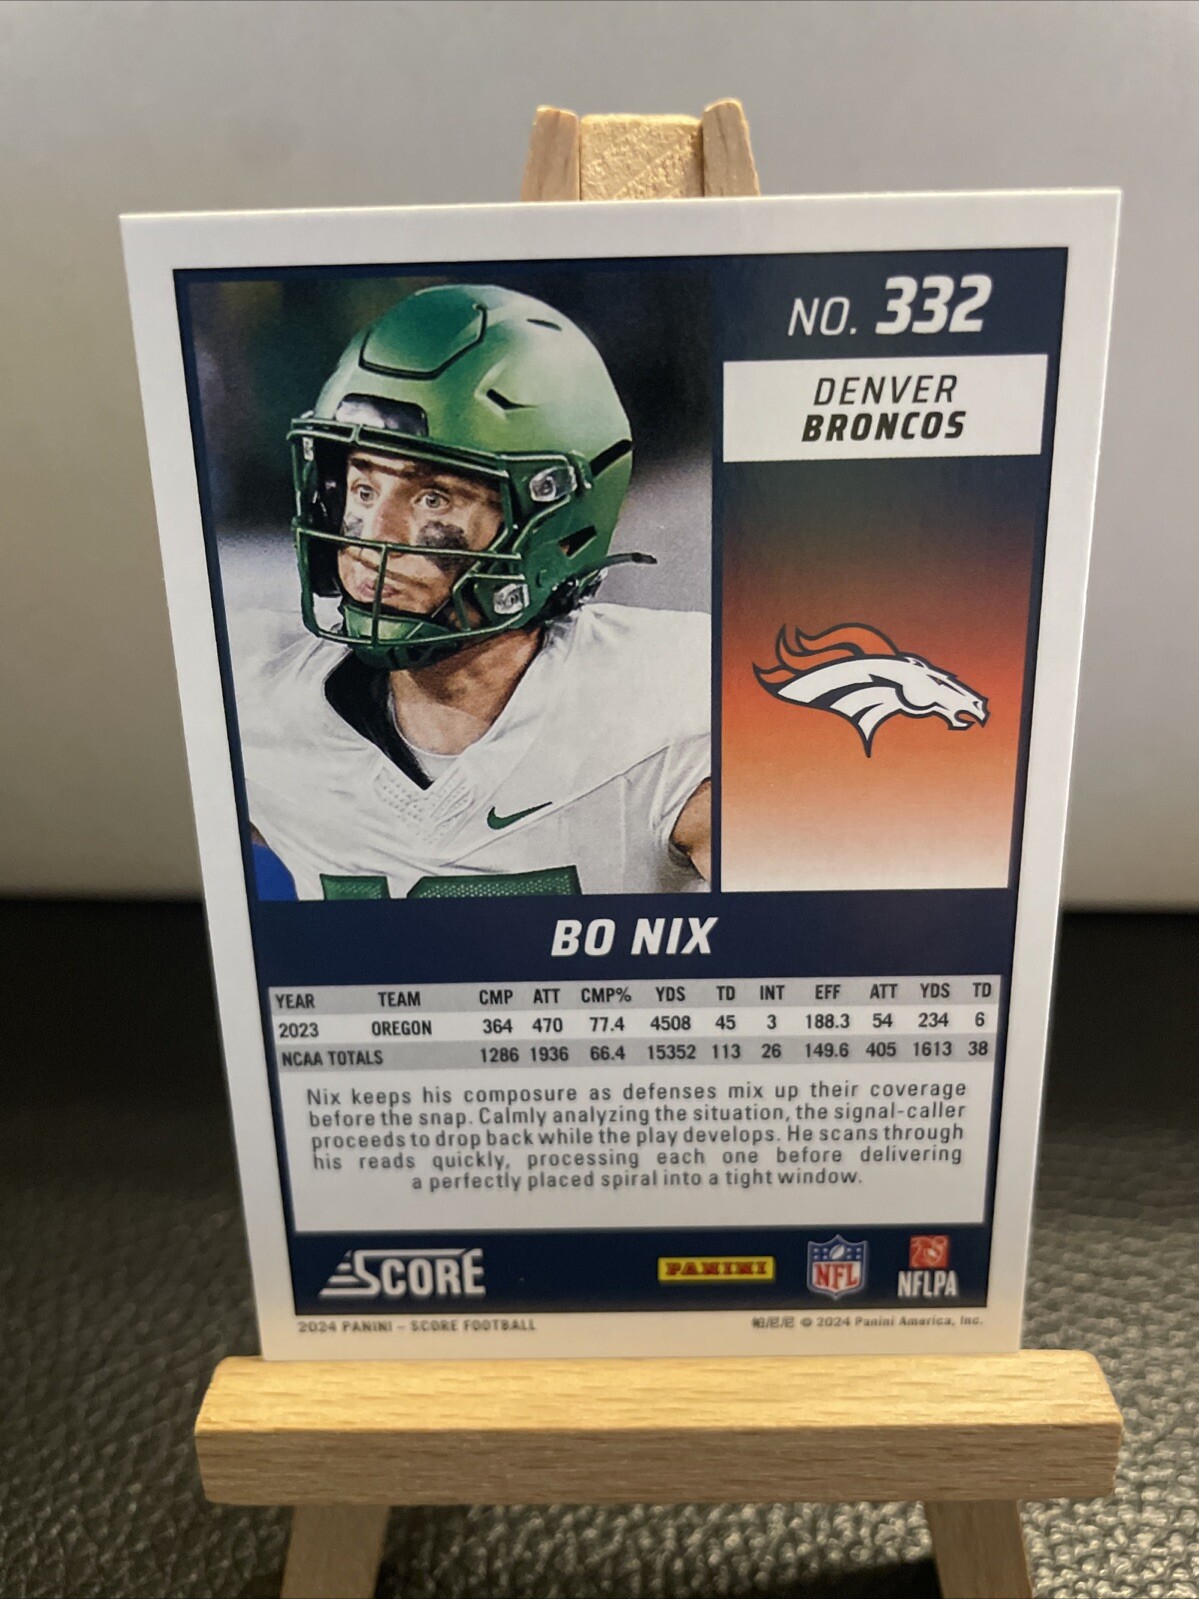 NO. 332
DENVER
BRONCOS
BO NIX
YEAR TEAM CMP ATT CMP% YDS TD INT EFF ATT YDS TD
2023 OREGON 364 470 77.4 4508 45 3 188.3 54 234 6
NCAA TOTALS 1286 1936 66.4 15352 113 26 149.6 405 1613 38
Nix keeps his composure as defenses mix up their coverage
before the snap. Calmly analyzing the situation, the signal-caller
proceeds to drop back while the play develops. He scans through
his reads quickly, processing each one before delivering
a perfectly placed spiral into a tight window.
SCORE PANINI NFL NFLPA
2024 PANINI – SCORE FOOTBALL © 2024 Panini America, Inc.